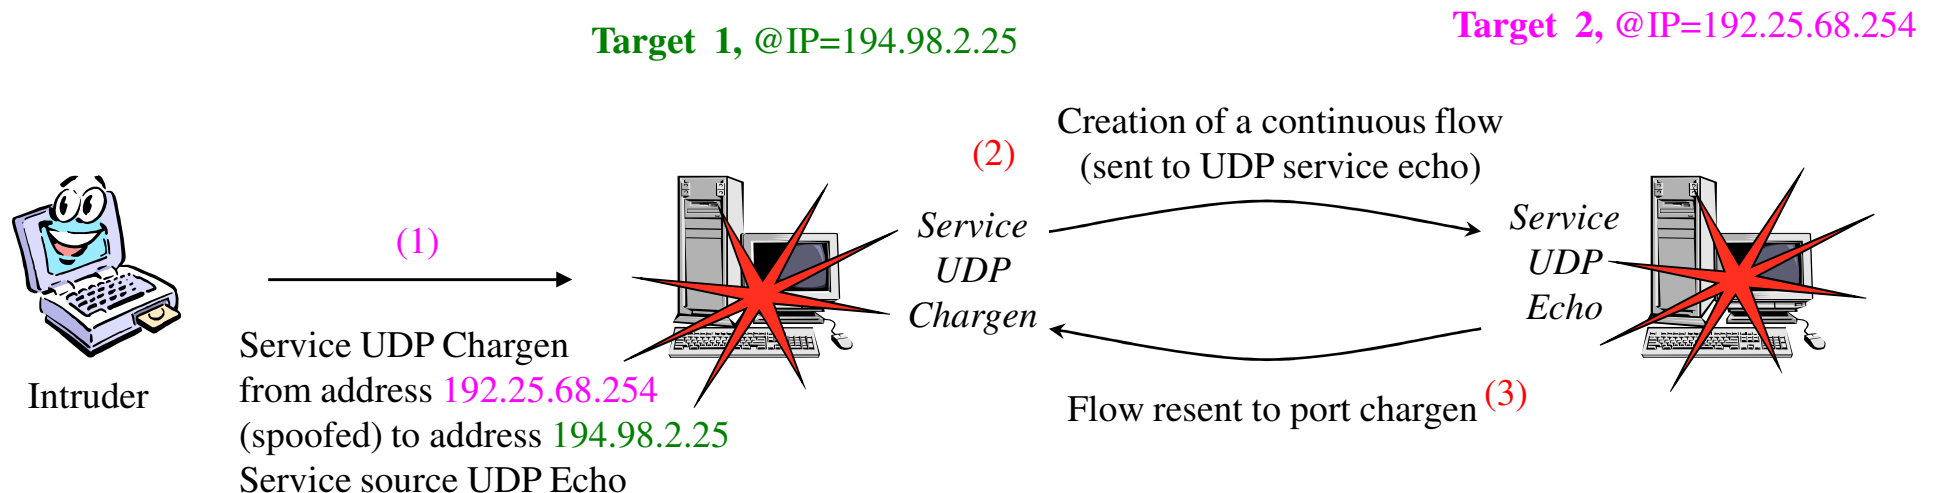 Target 1, @IP=194.98.2.25
Target 2, @IP=192.25.68.254
(1)
Service UDP Chargen
from address 192.25.68.254
(spoofed) to address 194.98.2.25
Service source UDP Echo
Intruder
(2)
Creation of a continuous flow
(sent to UDP service echo)
Service
UDP
Chargen
Service
UDP
Echo
Flow resent to port chargen (3)